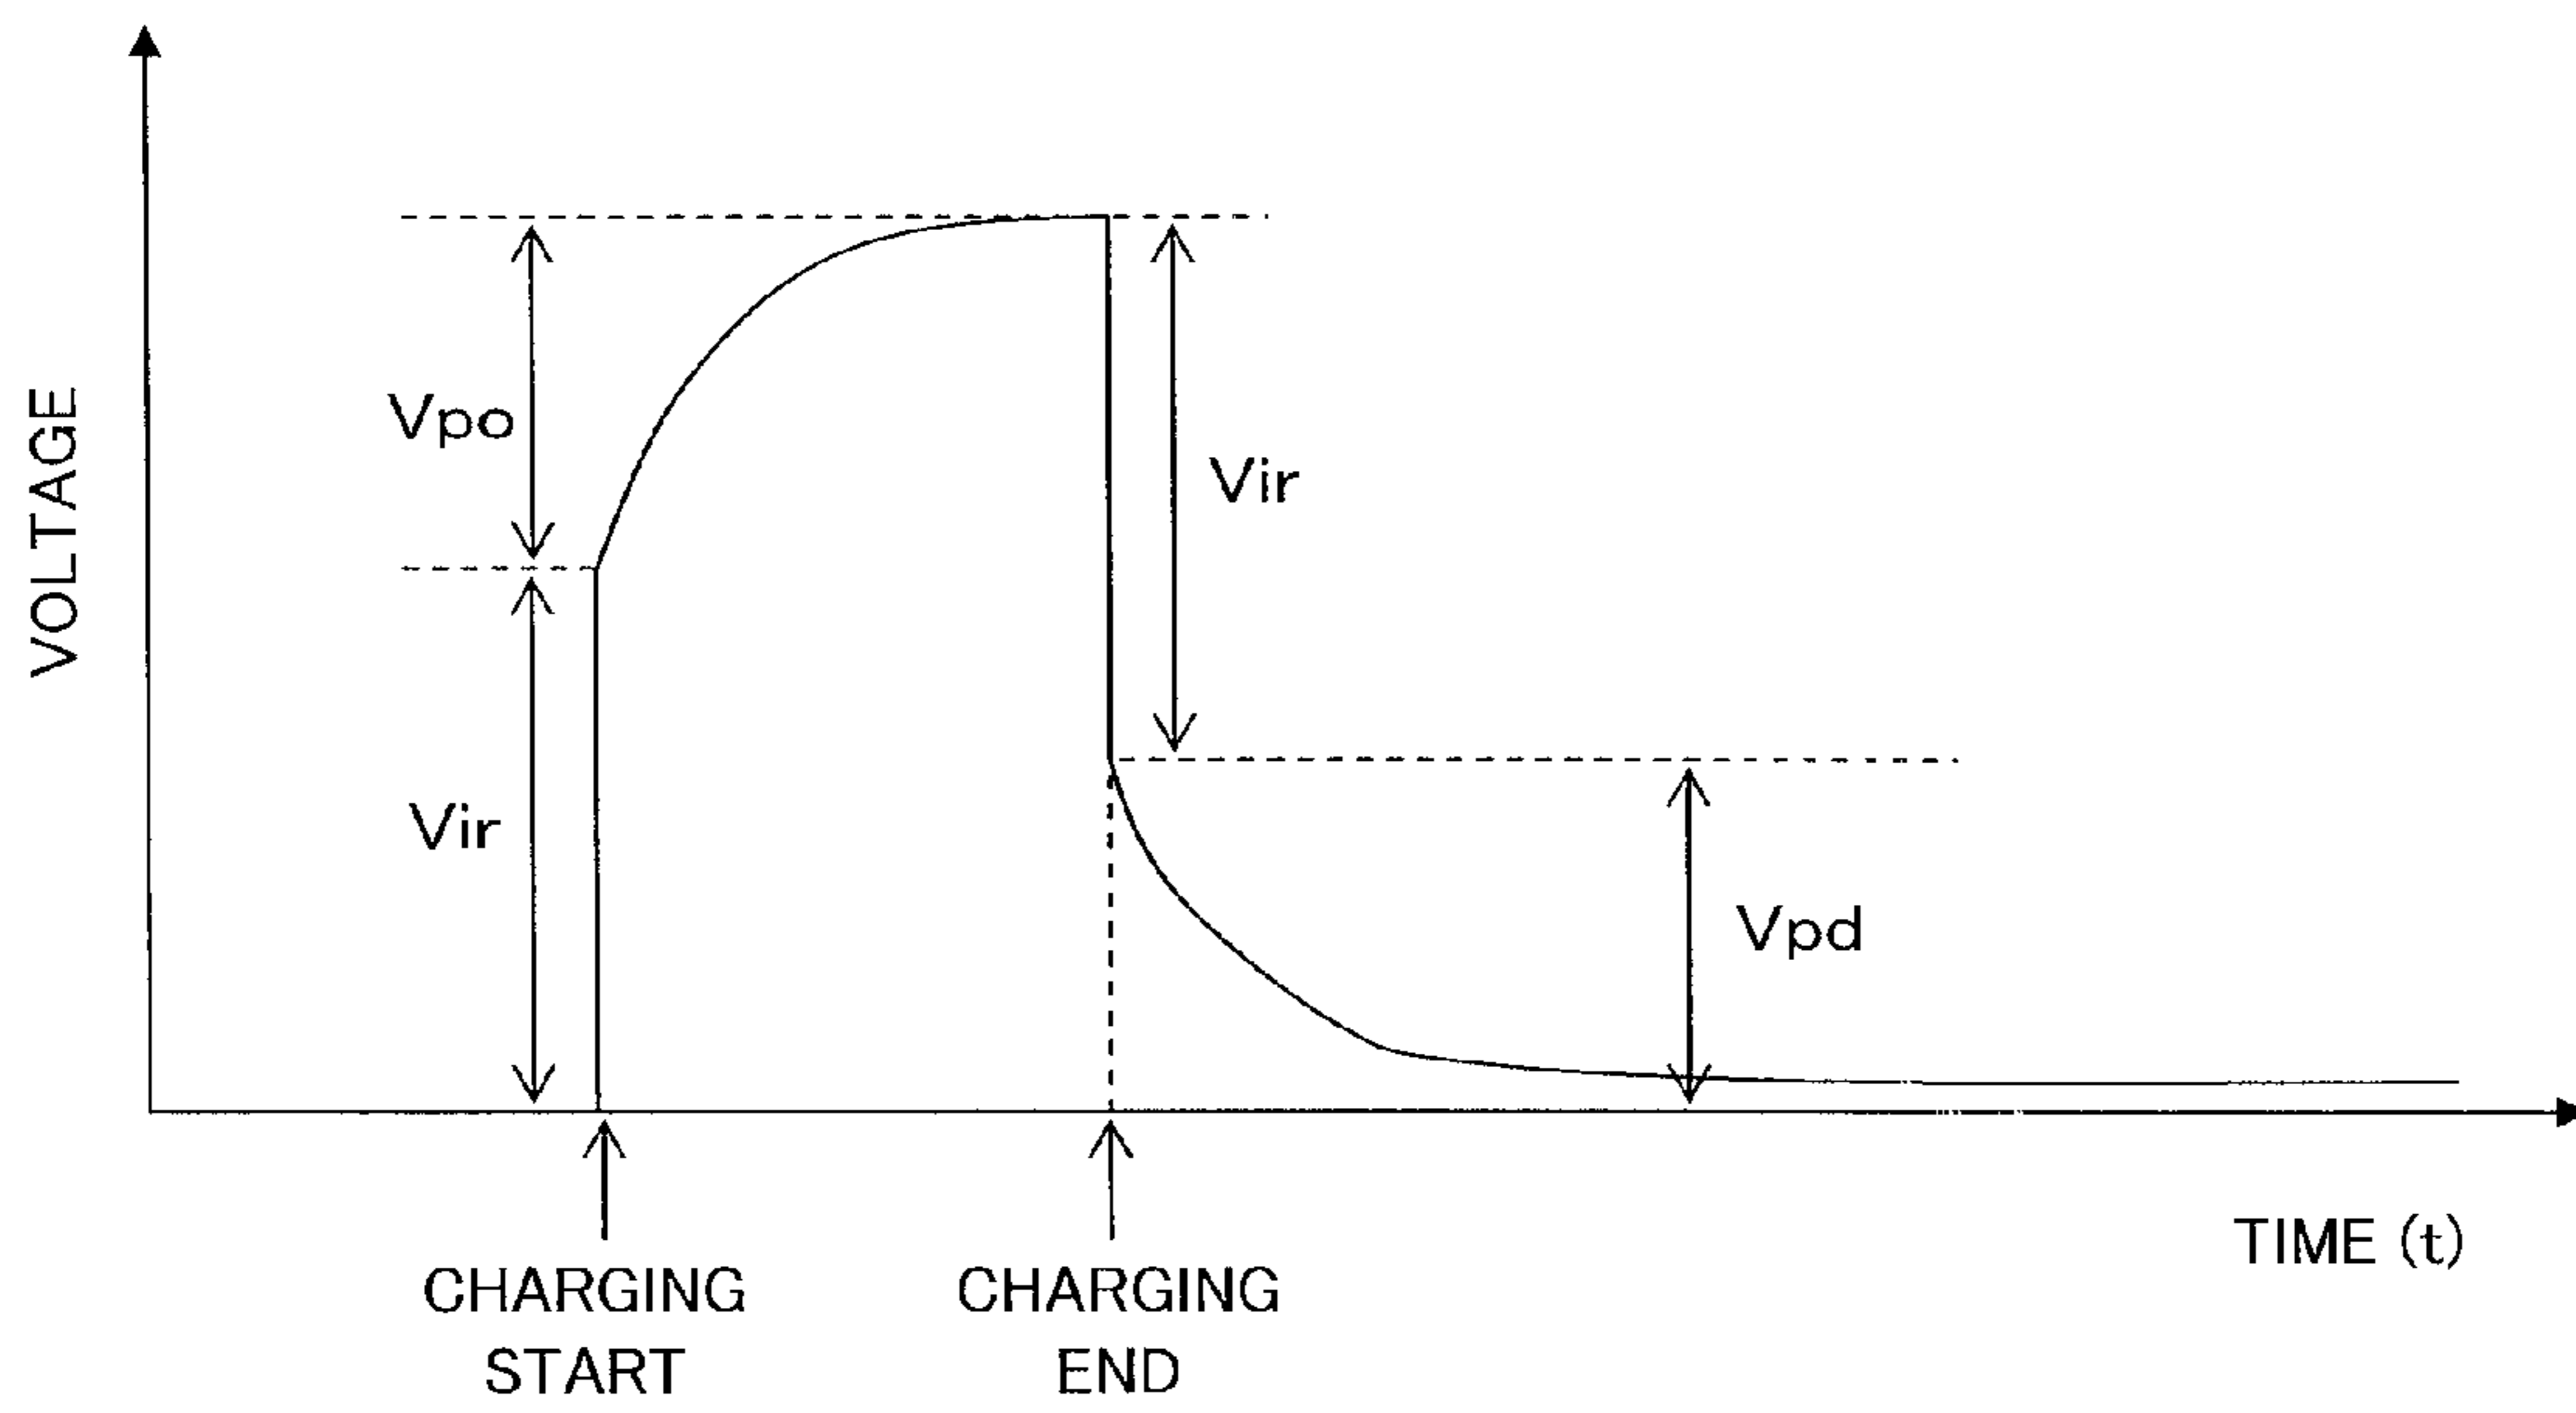 VOLTAGE
Vpo
Vir
Vir
Vpd
CHARGING
START
CHARGING
END
TIME (t)